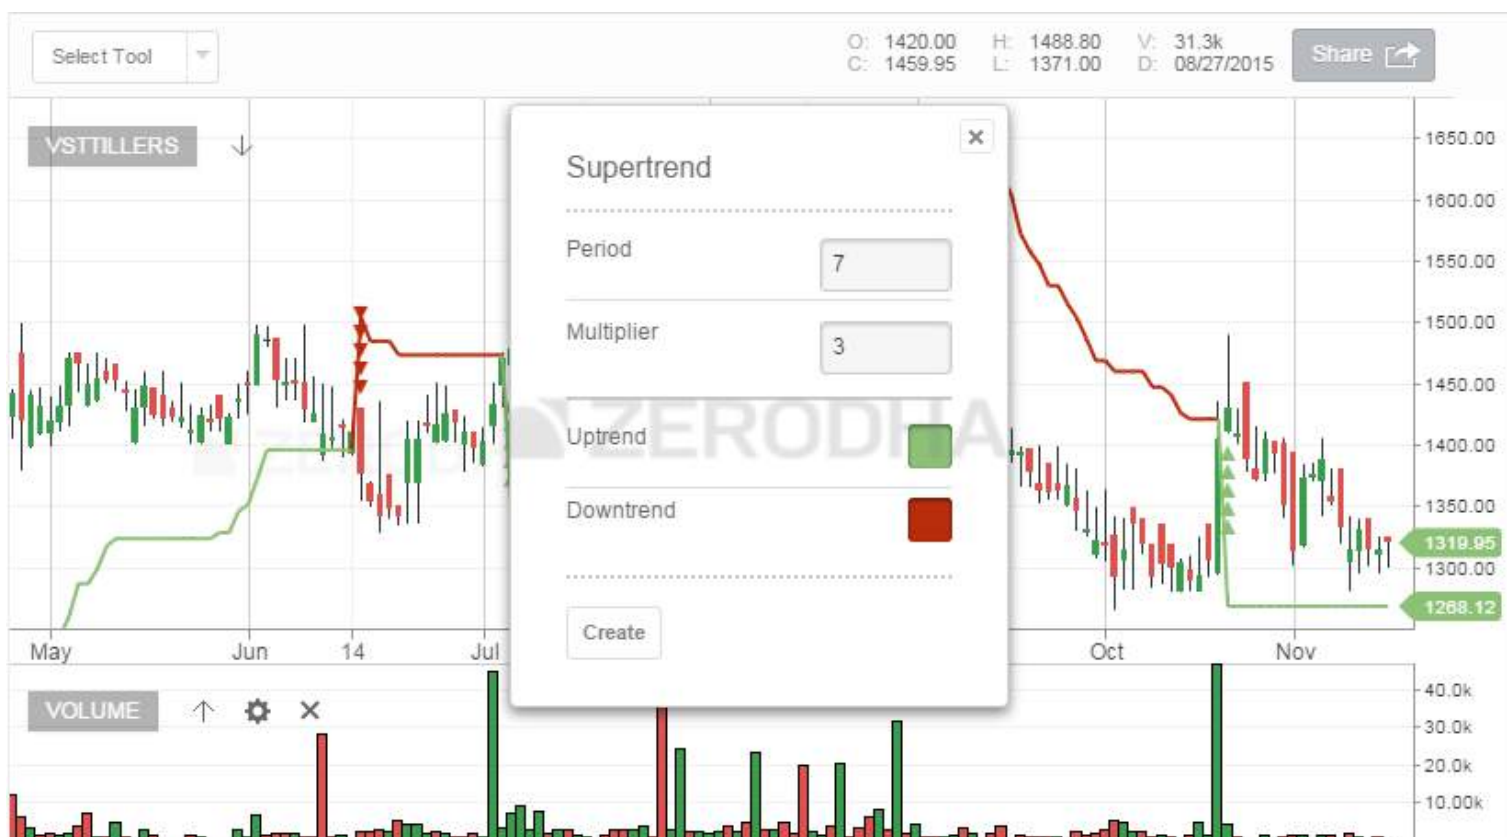 Select Tool
O: 1420.00 H: 1488.80 V: 31.3k
C: 1459.95 L: 1371.00 D: 08/27/2015
Share
VSTTILLERS
Supertrend
Period
7
Multiplier
3
Uptrend
Downtrend
Create
ZERODHA
1650.00
1600.00
1550.00
1500.00
1450.00
1400.00
1350.00
1319.95
1300.00
1268.12
May Jun 14 Jul Oct Nov
VOLUME
40.0k
30.0k
20.0k
10.00k